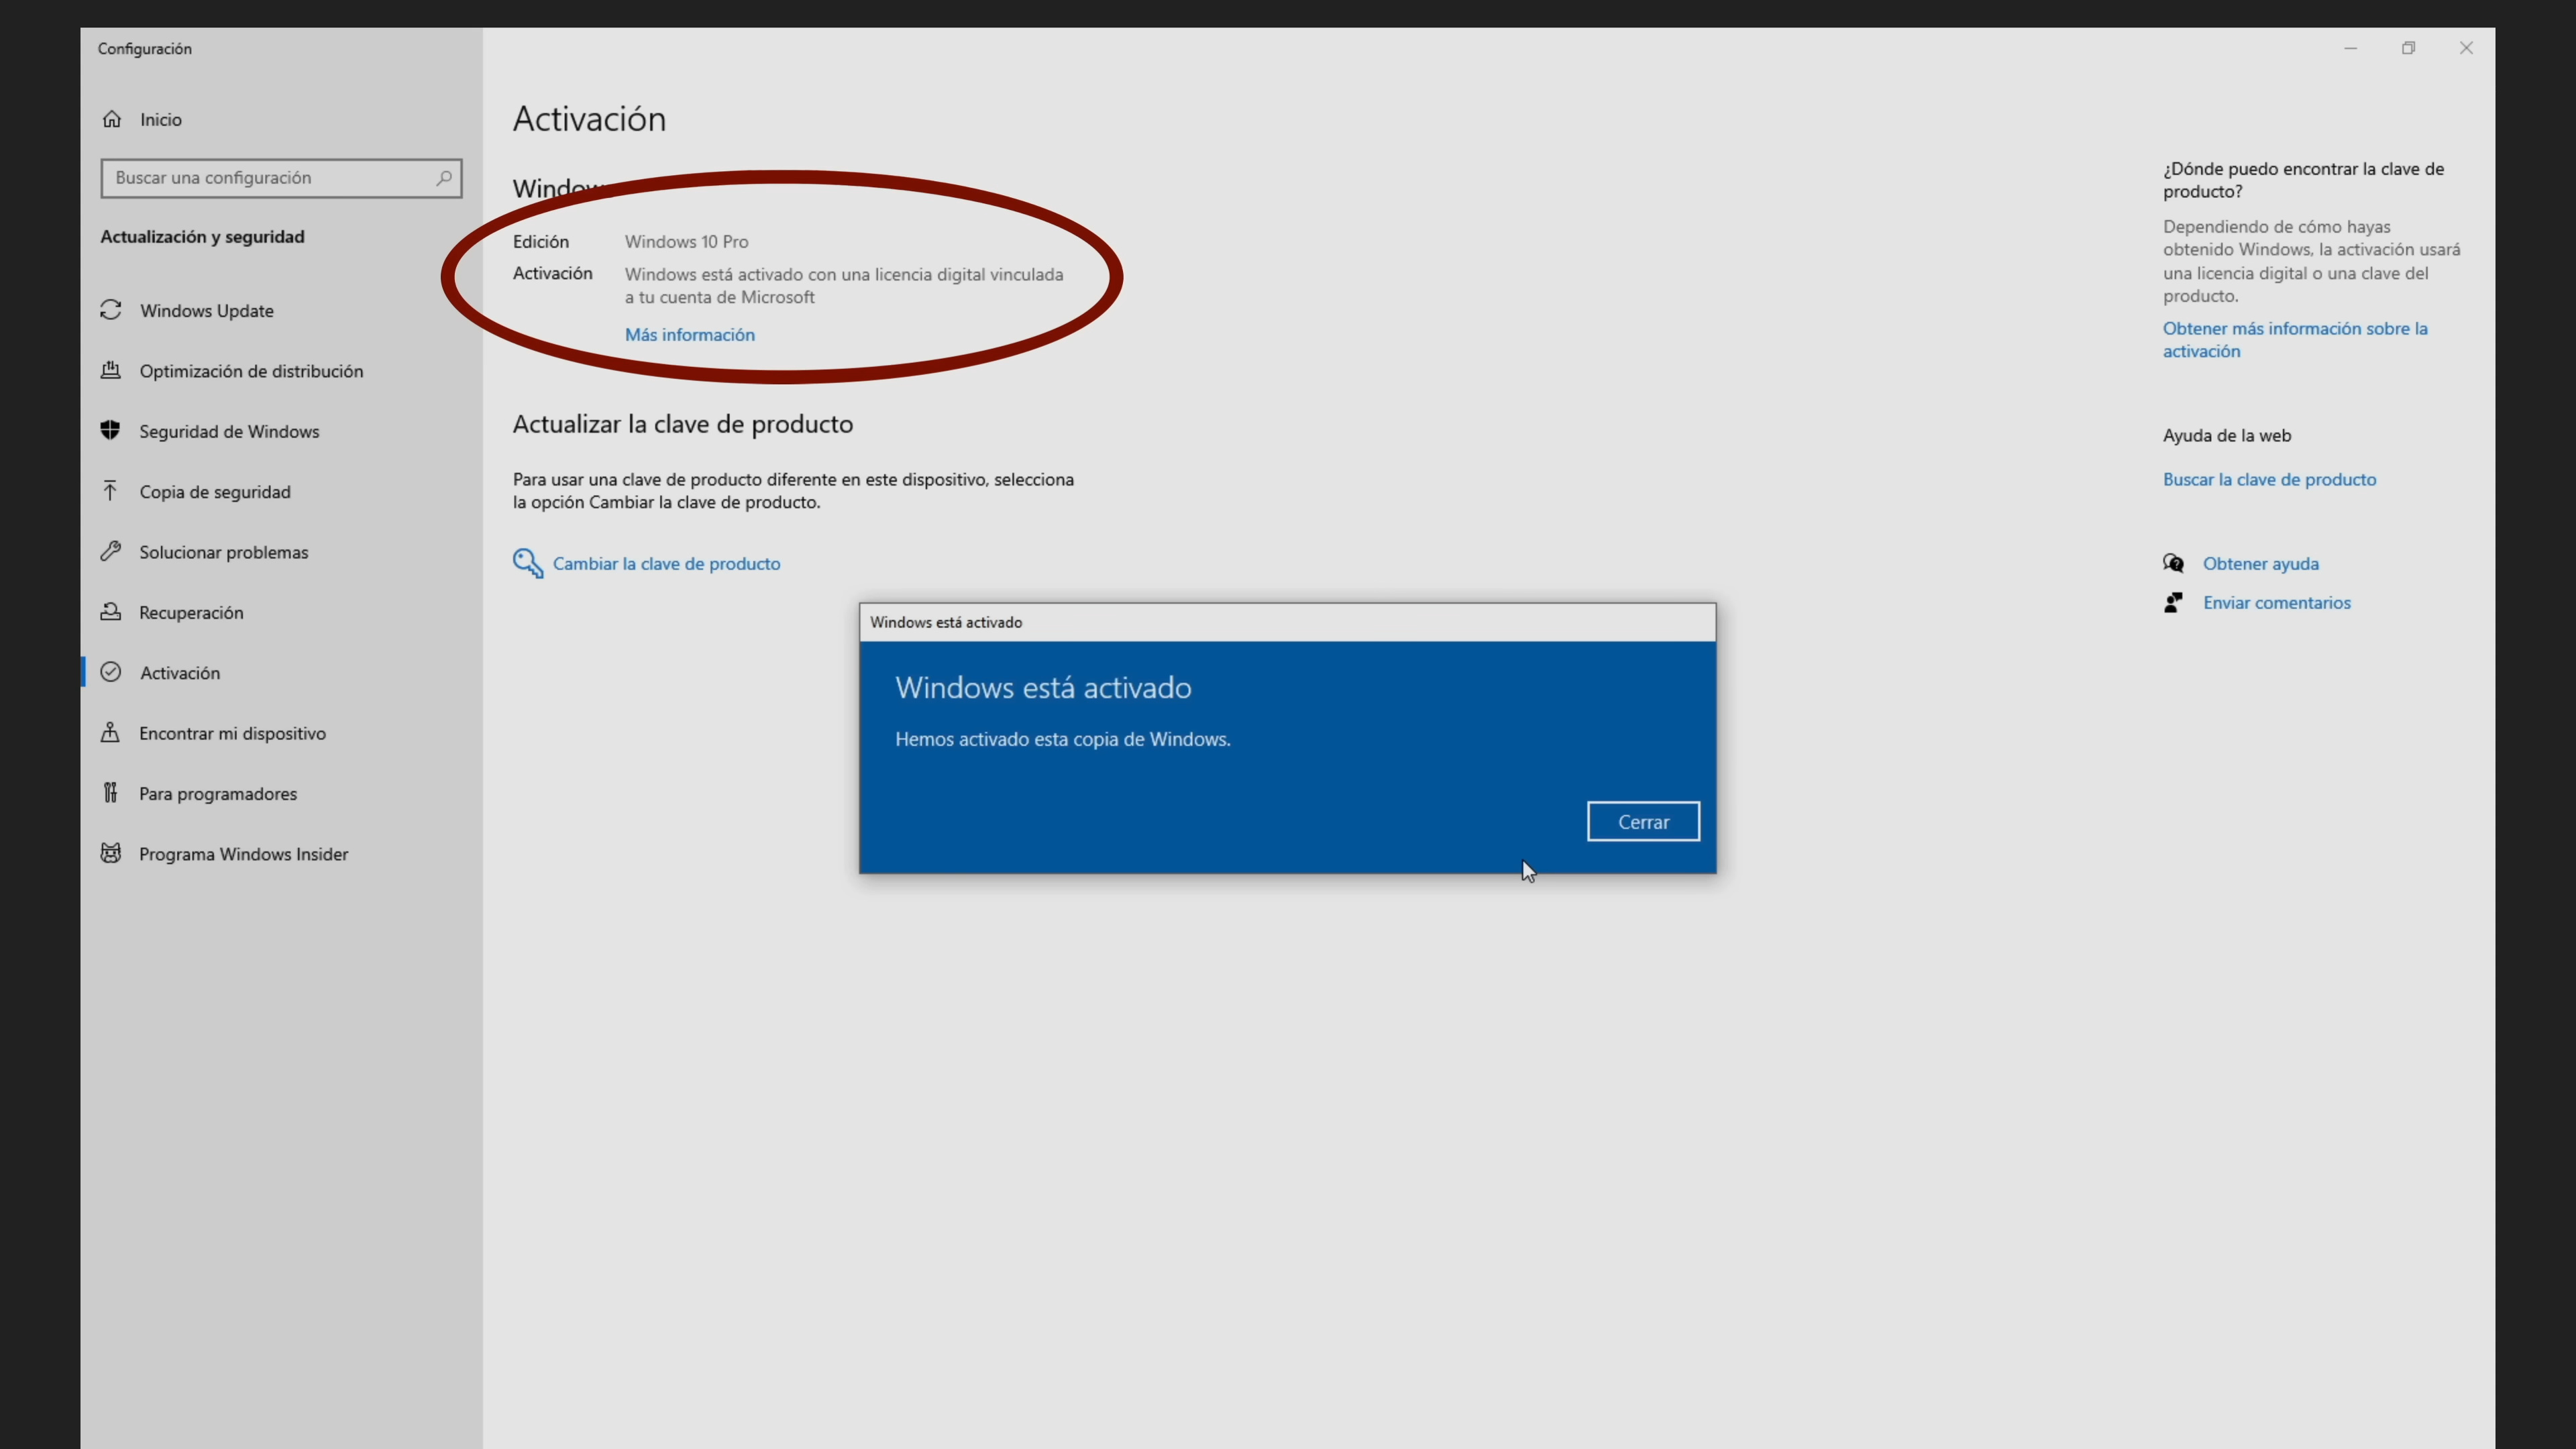 Configuración
Inicio
Buscar una configuración
Actualización y seguridad
Windows Update
Optimización de distribución
Seguridad de Windows
Copia de seguridad
Solucionar problemas
Recuperación
Activación
Encontrar mi dispositivo
Para programadores
Programa Windows Insider
Activación
Windows
Edición Windows 10 Pro
Activación Windows está activado con una licencia digital vinculada
a tu cuenta de Microsoft
Más información
Actualizar la clave de producto
Para usar una clave de producto diferente en este dispositivo, selecciona
la opción Cambiar la clave de producto.
Cambiar la clave de producto
Windows está activado
Windows está activado
Hemos activado esta copia de Windows.
Cerrar
¿Dónde puedo encontrar la clave de
producto?
Dependiendo de cómo hayas
obtenido Windows, la activación usará
una licencia digital o una clave del
producto.
Obtener más información sobre la
activación
Ayuda de la web
Buscar la clave de producto
Obtener ayuda
Enviar comentarios